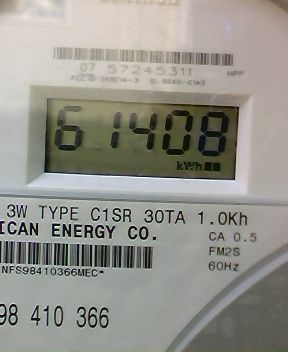 07 57245311 HPP
61408
kWh
3W TYPE C1SR 30TA 1.0Kh
ICAN ENERGY CO. CA 0.5
FM2S
NFS98410366MEC* 60Hz
98 410 366